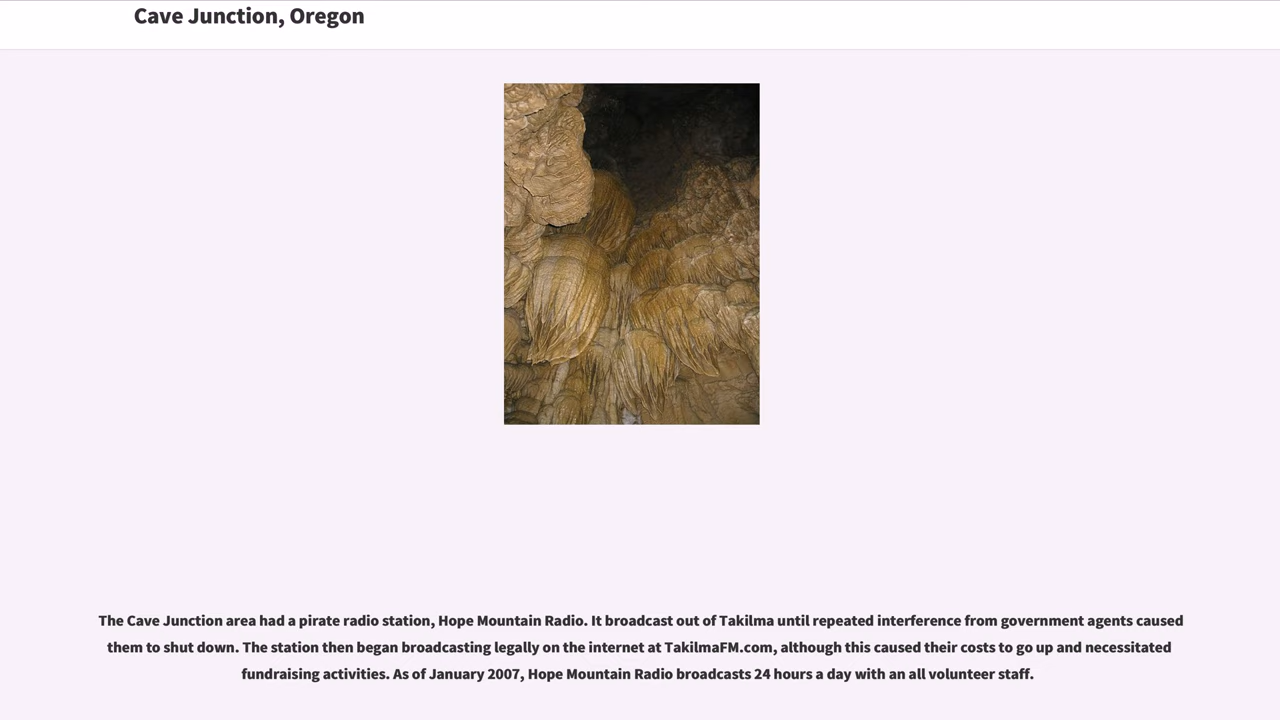 Cave Junction, Oregon
The Cave Junction area had a pirate radio station, Hope Mountain Radio. It broadcast out of Takilma until repeated interference from government agents caused
them to shut down. The station then began broadcasting legally on the internet at TakilmaFM.com, although this caused their costs to go up and necessitated
fundraising activities. As of January 2007, Hope Mountain Radio broadcasts 24 hours a day with an all volunteer staff.